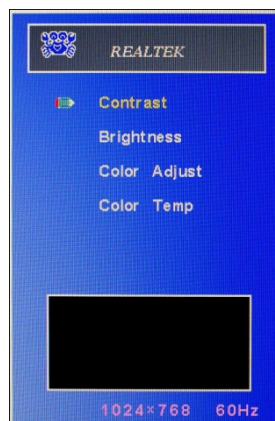 REALTEK
Contrast
Brightness
Color Adjust
Color Temp
1024×768 60Hz